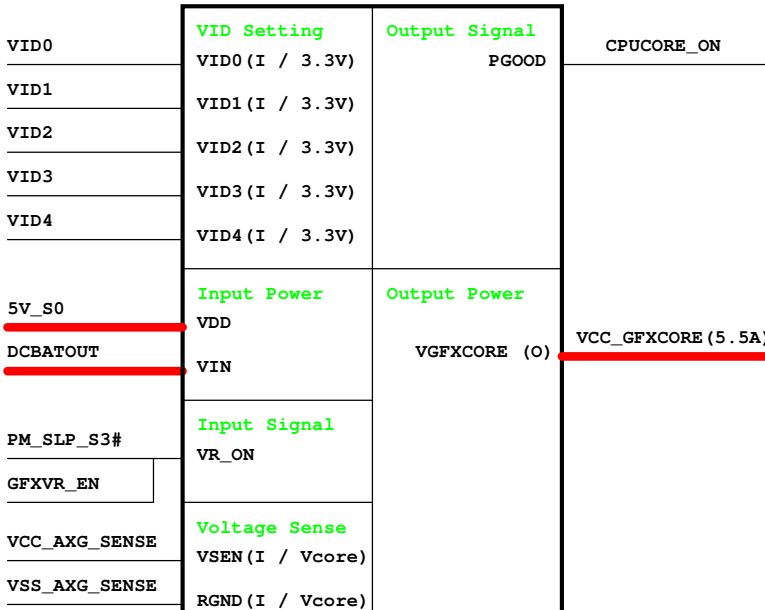 VID0
VID1
VID2
VID3
VID4
5V_S0
DCBATOUT
PM_SLP_S3#
GFXVR_EN
VCC_AXG_SENSE
VSS_AXG_SENSE
VID Setting
VID0(I / 3.3V)
VID1(I / 3.3V)
VID2(I / 3.3V)
VID3(I / 3.3V)
VID4(I / 3.3V)
Input Power
VDD
VIN
Input Signal
VR_ON
Voltage Sense
VSEN(I / Vcore)
RGND(I / Vcore)
Output Signal
PGOOD
Output Power
VGFXCORE (O)
CPUCORE_ON
VCC_GFXCORE(5.5A)